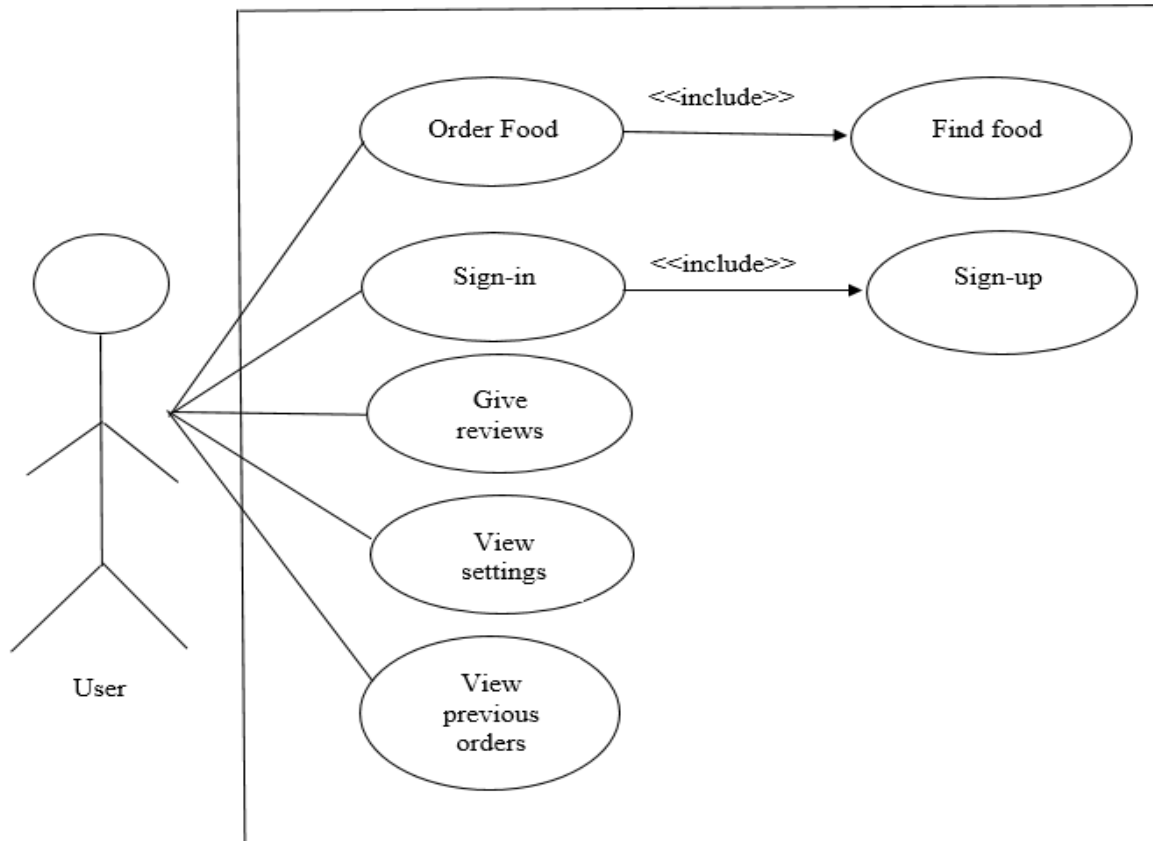 Order Food
<<include>>
Find food
Sign-in
<<include>>
Sign-up
Give
reviews
View
settings
View
previous
orders
User